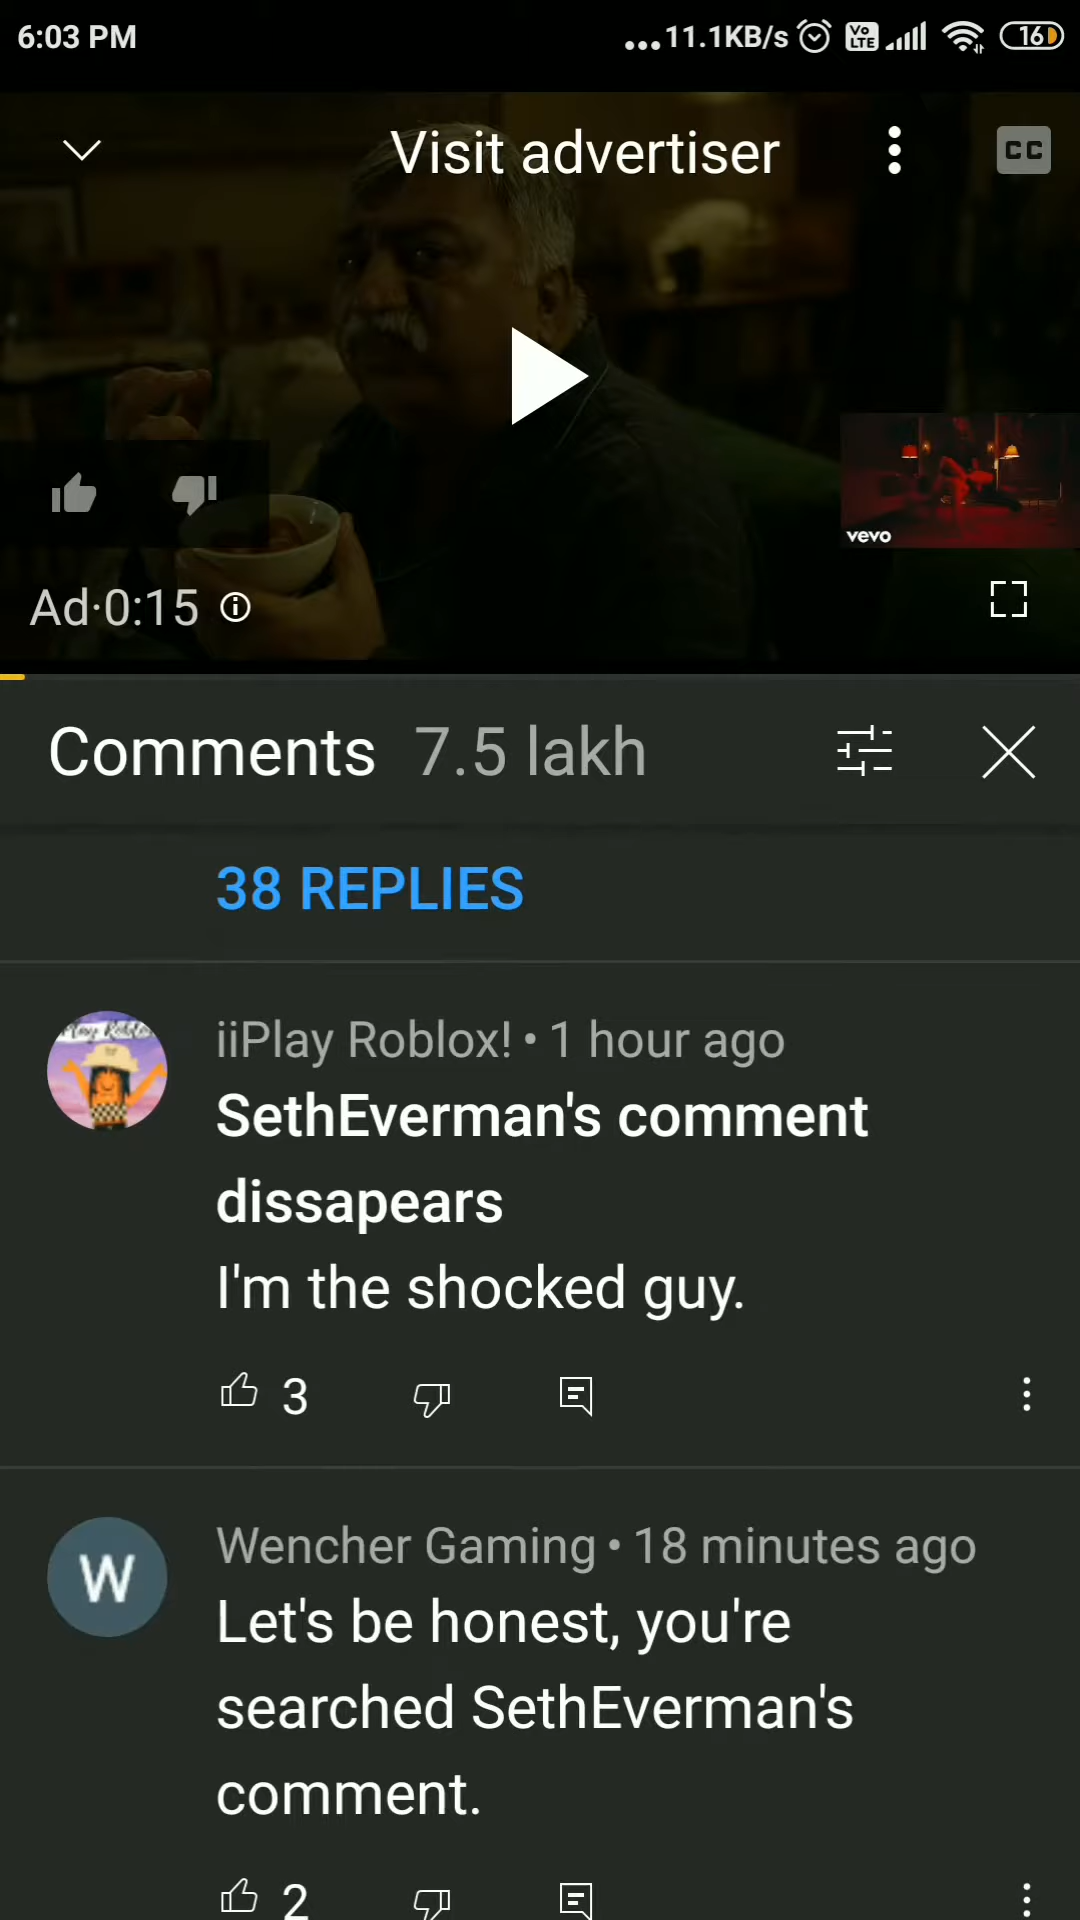 6:03 PM
...11.1KB/s
Vo
LTE
16
Visit advertiser
CC
vevo
Ad·0:15
Comments 7.5 lakh
38 REPLIES
iiPlay Roblox! • 1 hour ago
SethEverman's comment
dissapears
I'm the shocked guy.
3
W
Wencher Gaming • 18 minutes ago
Let's be honest, you're
searched SethEverman's
comment.
2